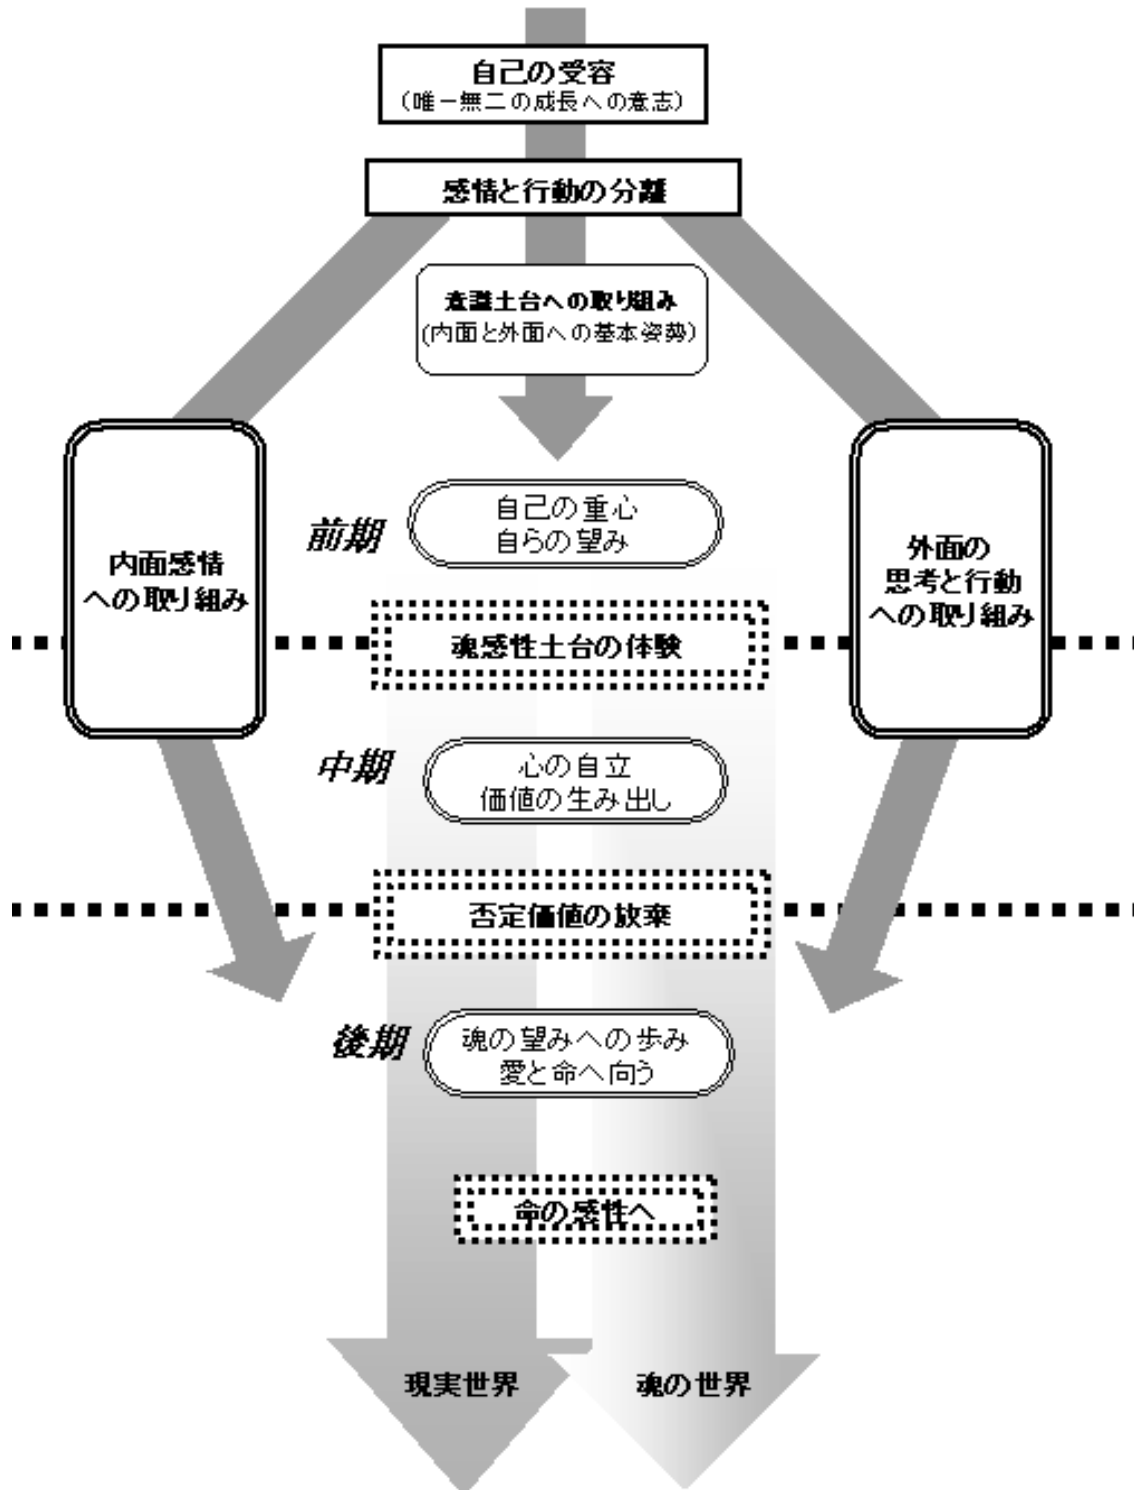 自己の受容
(唯一無二の成長への意志)
感情と行動の分離
意識土台への取り組み
(内面と外面への基本姿勢)
前期
自己の重心
自らの望み
内面感情
への取り組み
外面の
思考と行動
への取り組み
魂感性土台の体験
中期
心の自立
価値の生み出し
否定価値の放棄
後期
魂の望みへの歩み
愛と命へ向う
命の感性へ
現実世界
魂の世界